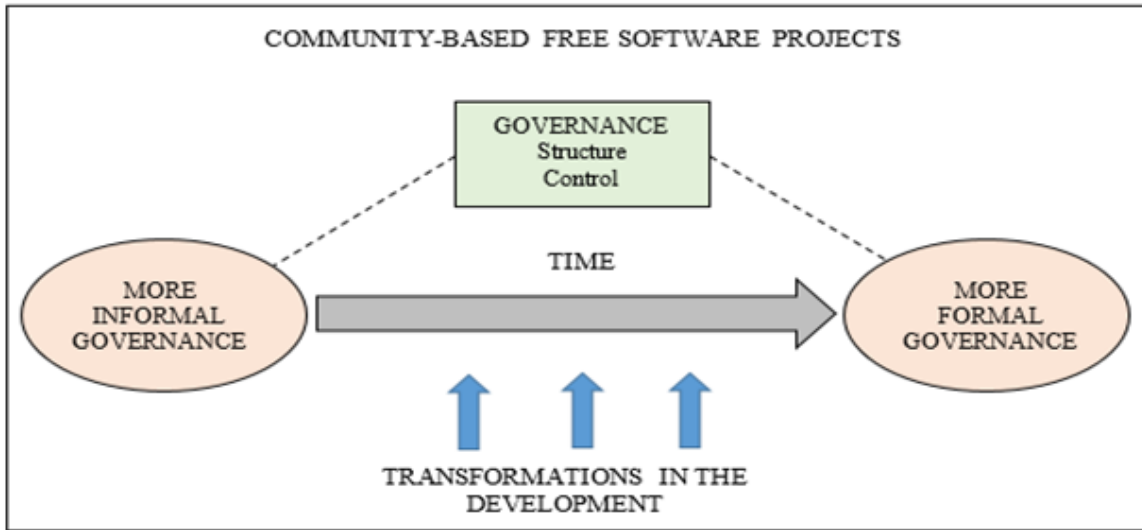 COMMUNITY-BASED FREE SOFTWARE PROJECTS
GOVERNANCE
Structure
Control
TIME
MORE
INFORMAL
GOVERNANCE
MORE
FORMAL
GOVERNANCE
TRANSFORMATIONS IN THE
DEVELOPMENT